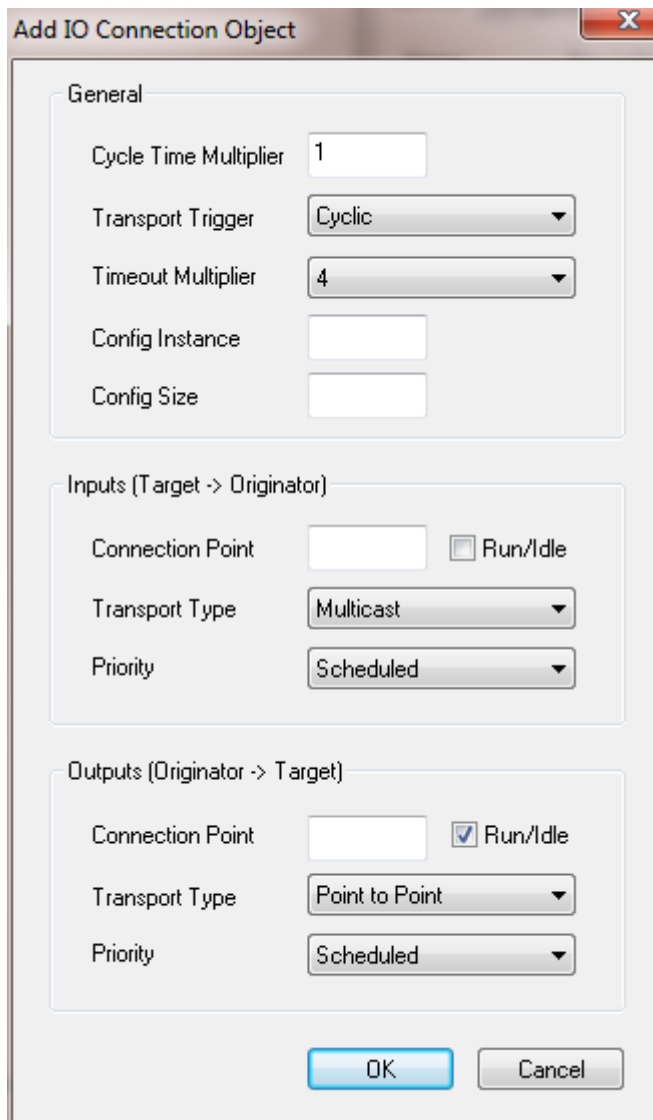 Add IO Connection Object
General
Cycle Time Multiplier 1
Transport Trigger Cyclic
Timeout Multiplier 4
Config Instance
Config Size
Inputs (Target -> Originator)
Connection Point Run/Idle
Transport Type Multicast
Priority Scheduled
Outputs (Originator -> Target)
Connection Point Run/Idle
Transport Type Point to Point
Priority Scheduled
OK Cancel